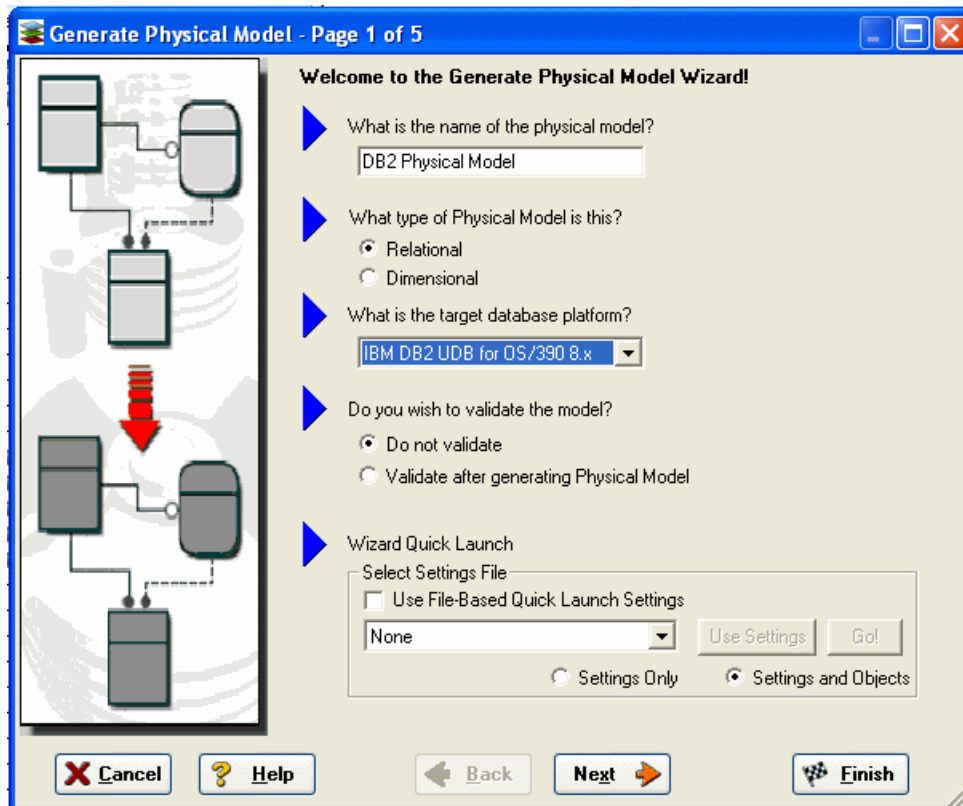 Generate Physical Model - Page 1 of 5
Welcome to the Generate Physical Model Wizard!
What is the name of the physical model?
DB2 Physical Model
What type of Physical Model is this?
Relational
Dimensional
What is the target database platform?
IBM DB2 UDB for OS/390 8.x
Do you wish to validate the model?
Do not validate
Validate after generating Physical Model
Wizard Quick Launch
Select Settings File
Use File-Based Quick Launch Settings
None
Use Settings
Go!
Settings Only
Settings and Objects
Cancel
Help
Back
Next
Finish